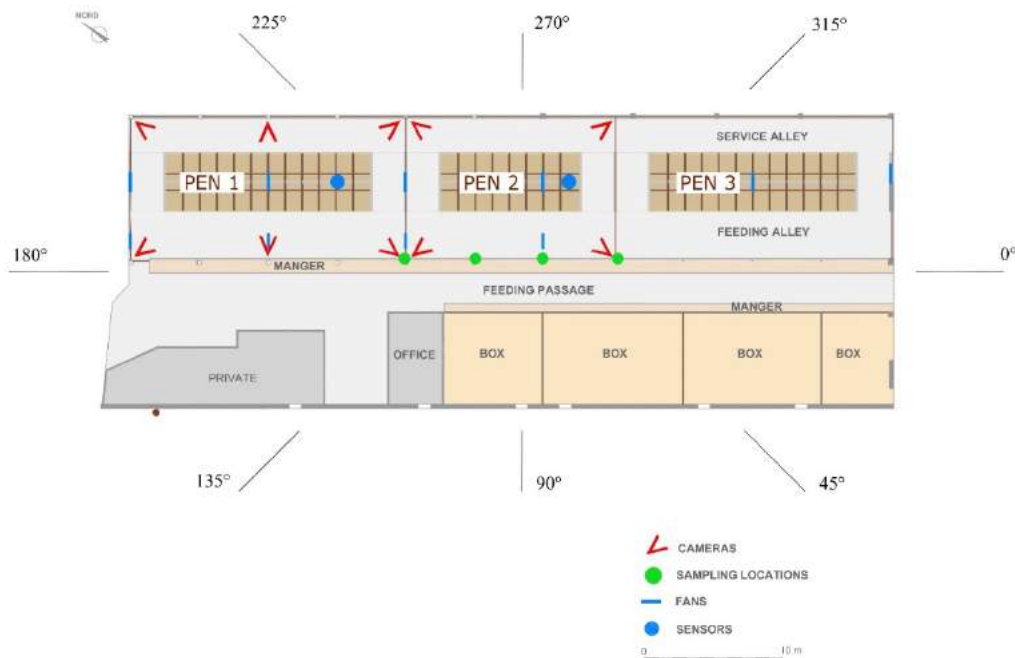 NORD
225°
270°
315°
SERVICE ALLEY
PEN 1
PEN 2
PEN 3
FEEDING ALLEY
180°
0°
MANGER
FEEDING PASSAGE
MANGER
OFFICE
BOX
BOX
BOX
BOX
PRIVATE
135°
90°
45°
CAMERAS
SAMPLING LOCATIONS
FANS
SENSORS
0 10 m